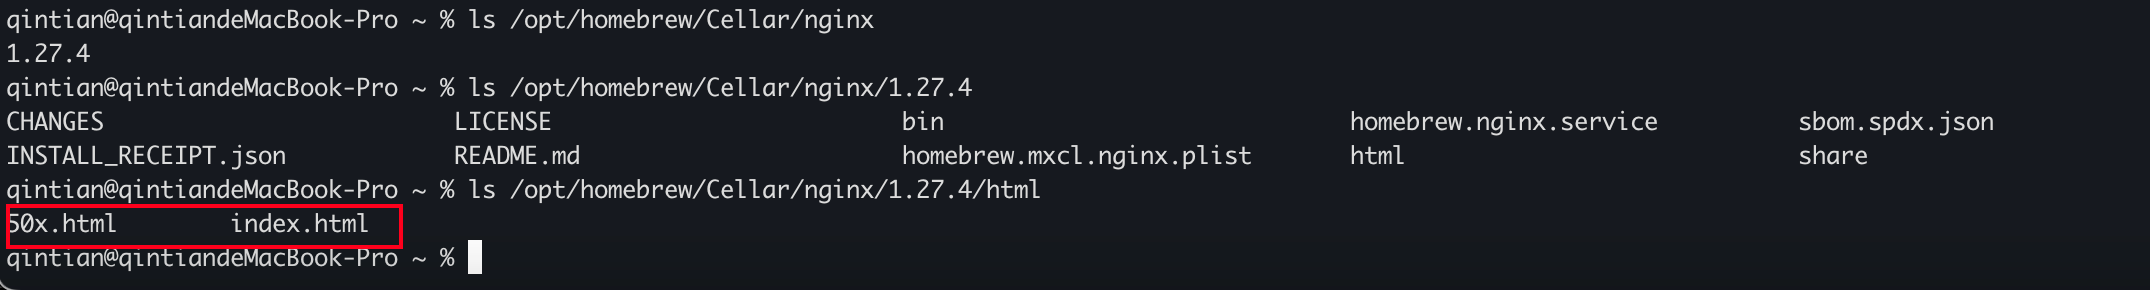 qintian@qintiandeMacBook-Pro ~ % ls /opt/homebrew/Cellar/nginx
1.27.4
qintian@qintiandeMacBook-Pro ~ % ls /opt/homebrew/Cellar/nginx/1.27.4
CHANGES LICENSE bin homebrew.nginx.service sbom.spdx.json
INSTALL_RECEIPT.json README.md homebrew.mxcl.nginx.plist html share
qintian@qintiandeMacBook-Pro ~ % ls /opt/homebrew/Cellar/nginx/1.27.4/html
50x.html index.html
qintian@qintiandeMacBook-Pro ~ %